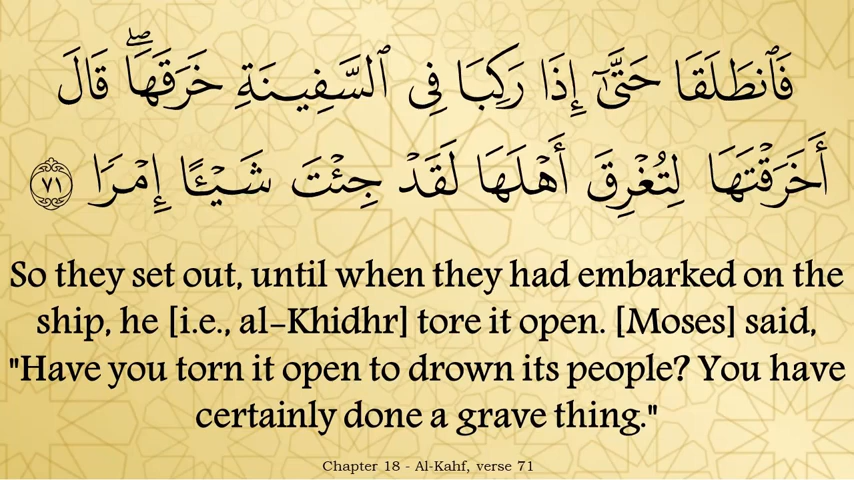 فَٱنطَلَقَا حَتَّىٰٓ إِذَا رَكِبَا فِى ٱلسَّفِينَةِ خَرَقَهَا ۖ قَالَ
أَخَرَقْتَهَا لِتُغْرِقَ أَهْلَهَا لَقَدْ جِئْتَ شَيْـًٔا إِمْرًا ٧١
So they set out, until when they had embarked on the
ship, he [i.e., al-Khidhr] tore it open. [Moses] said,
"Have you torn it open to drown its people? You have
certainly done a grave thing."
Chapter 18 - Al-Kahf, verse 71